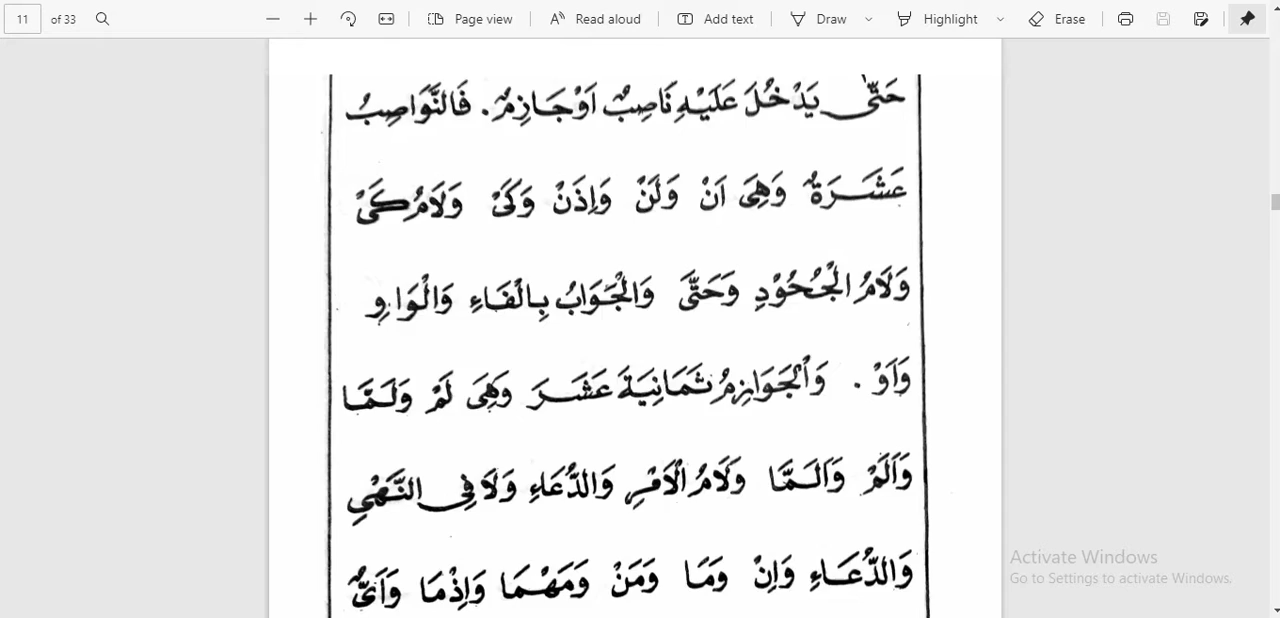 11 of 33 Page view Read aloud Add text Draw Highlight Erase
حَتّٰى يَدْخُلَ عَلَيْهِ نَاصِبٌ اَوْ جَازِمٌ. فَالنَّوَاصِبُ
عَشَرَةٌ وَهِيَ اَنْ وَلَنْ وَاِذَنْ وَكَيْ وَلَامُ كَيْ
وَلَامُ الْجُحُوْدِ وَحَتَّى وَالْجَوَابُ بِالْفَاءِ وَالْوَاوِ
وَاَوْ. وَالْجَوَازِمُ ثَمَانِيَةَ عَشَرَ وَهِيَ لَمْ وَلَمَّا
وَاَلَمْ وَاَلَمَّا وَلَامُ الْاَمْرِ وَالدُّعَاءِ وَلَا فِى النَّهْيِ
وَالدُّعَاءِ وَاِنْ وَمَا وَمَنْ وَمَهْمَا وَاِذْمَا وَاَيٌّ
Activate Windows
Go to Settings to activate Windows.